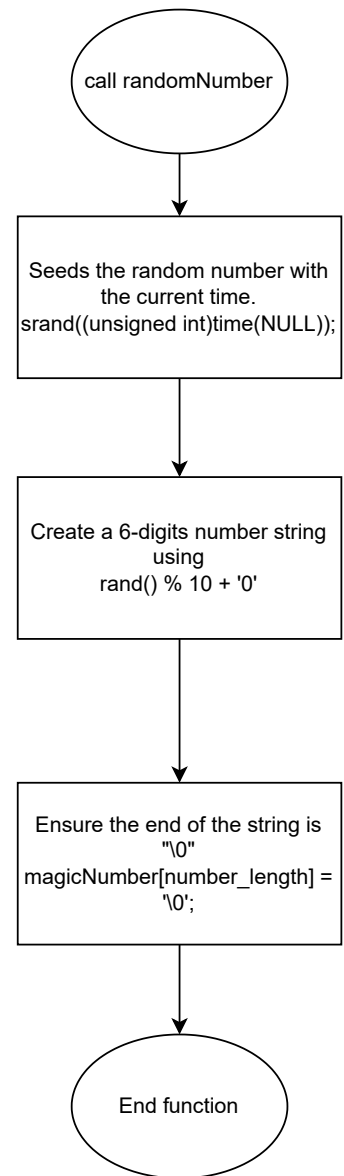 call randomNumber
Seeds the random number with
the current time.
srand((unsigned int)time(NULL));
Create a 6-digits number string
using
rand() % 10 + '0'
Ensure the end of the string is
"\0"
magicNumber[number_length] =
'\0';
End function